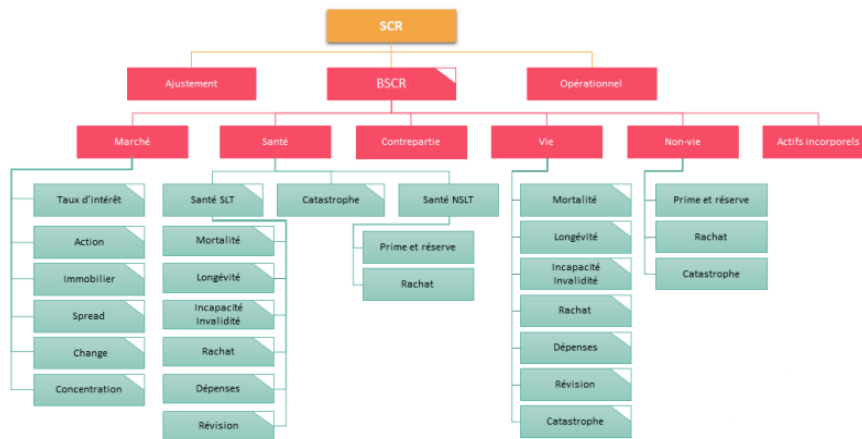 SCR
Ajustement
BSCR
Opérationnel
Marché
Santé
Contrepartie
Vie
Non-vie
Actifs incorporels
Taux d'intérêt
Action
Immobilier
Spread
Change
Concentration
Santé SLT
Mortalité
Longévité
Incapacité
Invalidité
Rachat
Dépenses
Révision
Catastrophe
Santé NSLT
Prime et réserve
Rachat
Mortalité
Longévité
Incapacité
Invalidité
Rachat
Dépenses
Révision
Catastrophe
Prime et réserve
Rachat
Catastrophe